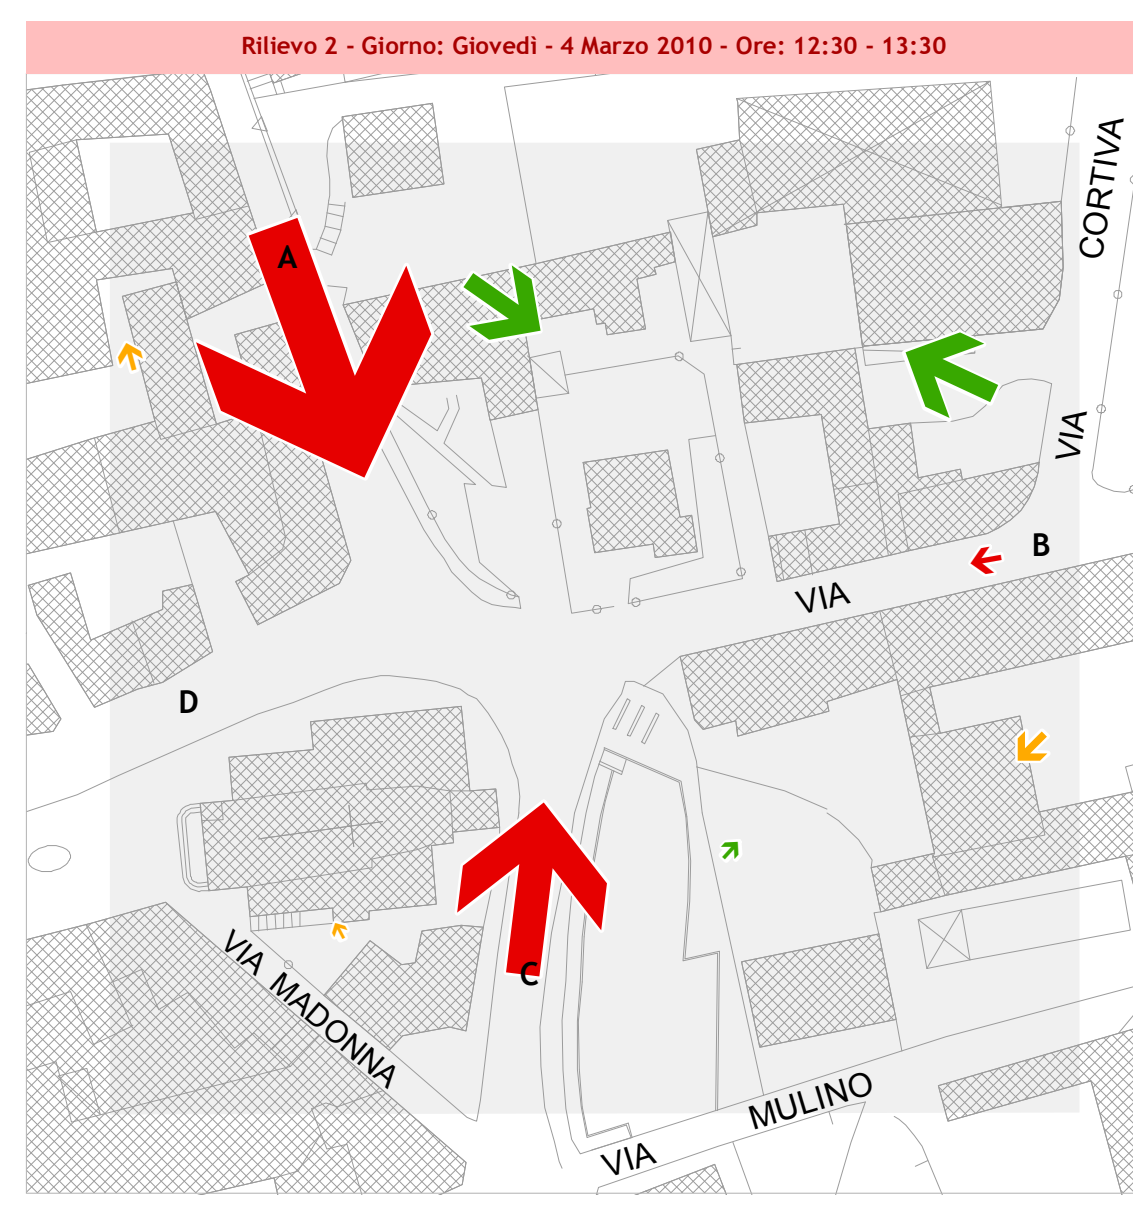 Rilievo 2 - Giorno: Giovedì - 4 Marzo 2010 - Ore: 12:30 - 13:30
A
VIA CORTIVA
B
VIA
D
C
VIA MADONNA
VIA MULINO